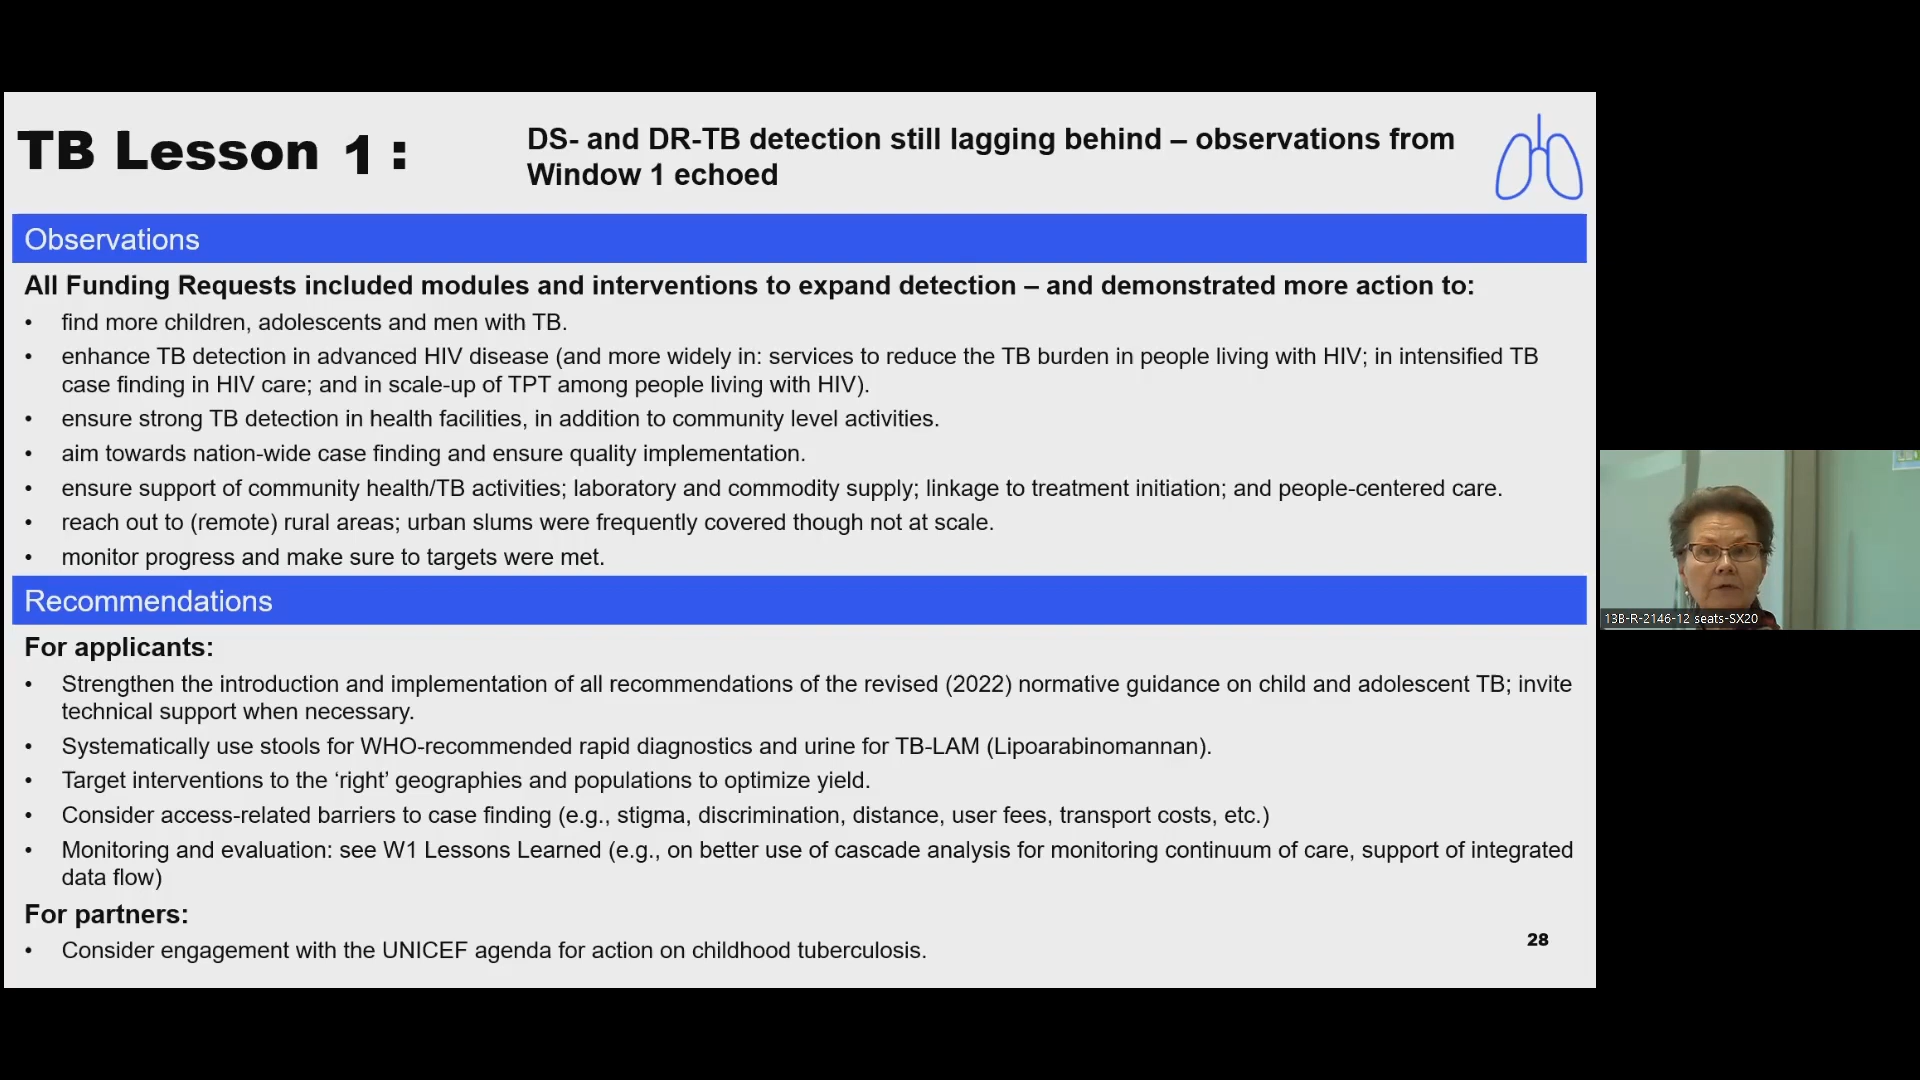 TB Lesson 1 :
DS- and DR-TB detection still lagging behind – observations from
Window 1 echoed
Observations
All Funding Requests included modules and interventions to expand detection – and demonstrated more action to:
• find more children, adolescents and men with TB.
• enhance TB detection in advanced HIV disease (and more widely in: services to reduce the TB burden in people living with HIV; in intensified TB
case finding in HIV care; and in scale-up of TPT among people living with HIV).
• ensure strong TB detection in health facilities, in addition to community level activities.
• aim towards nation-wide case finding and ensure quality implementation.
• ensure support of community health/TB activities; laboratory and commodity supply; linkage to treatment initiation; and people-centered care.
• reach out to (remote) rural areas; urban slums were frequently covered though not at scale.
• monitor progress and make sure to targets were met.
Recommendations
For applicants:
• Strengthen the introduction and implementation of all recommendations of the revised (2022) normative guidance on child and adolescent TB; invite
technical support when necessary.
• Systematically use stools for WHO-recommended rapid diagnostics and urine for TB-LAM (Lipoarabinomannan).
• Target interventions to the ‘right’ geographies and populations to optimize yield.
• Consider access-related barriers to case finding (e.g., stigma, discrimination, distance, user fees, transport costs, etc.)
• Monitoring and evaluation: see W1 Lessons Learned (e.g., on better use of cascade analysis for monitoring continuum of care, support of integrated
data flow)
For partners:
• Consider engagement with the UNICEF agenda for action on childhood tuberculosis.
28
13B-R-2146-12 seats-SX20